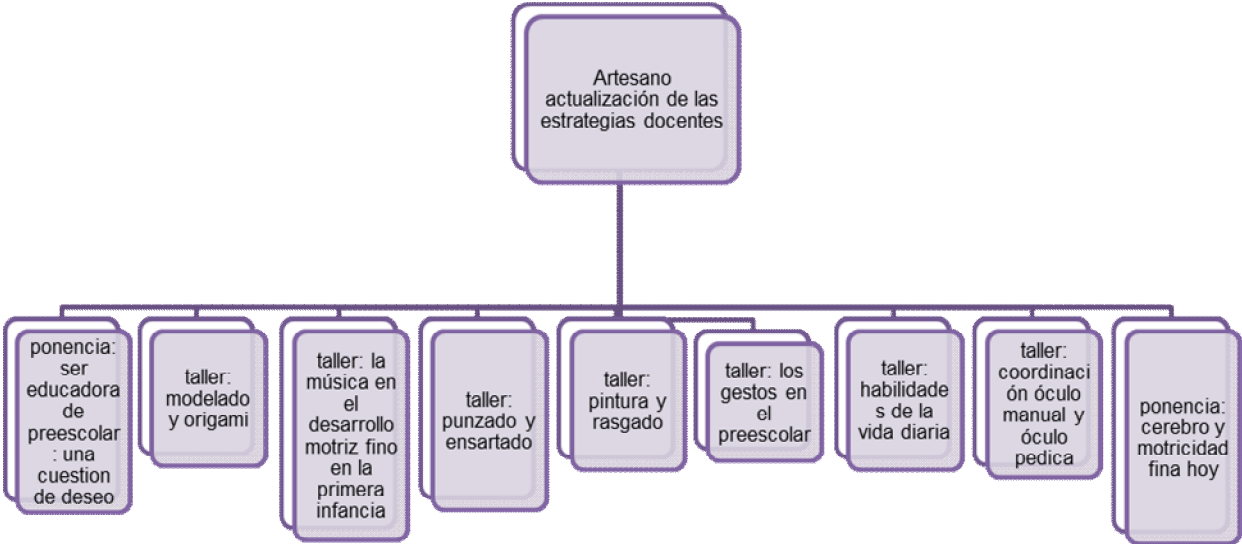 Artesano
actualización de las
estrategias docentes
ponencia:
ser
educadora
de
preescolar
: una
cuestion
de deseo
taller:
modelado
y origami
taller: la
música en
el
desarrollo
motriz fino
en la
primera
infancia
taller:
punzado y
ensartado
taller:
pintura y
rasgado
taller: los
gestos en
el
preescolar
taller:
habilidade
s de la
vida diaria
taller:
coordinaci
ón óculo
manual y
óculo
pedica
ponencia:
cerebro y
motricidad
fina hoy